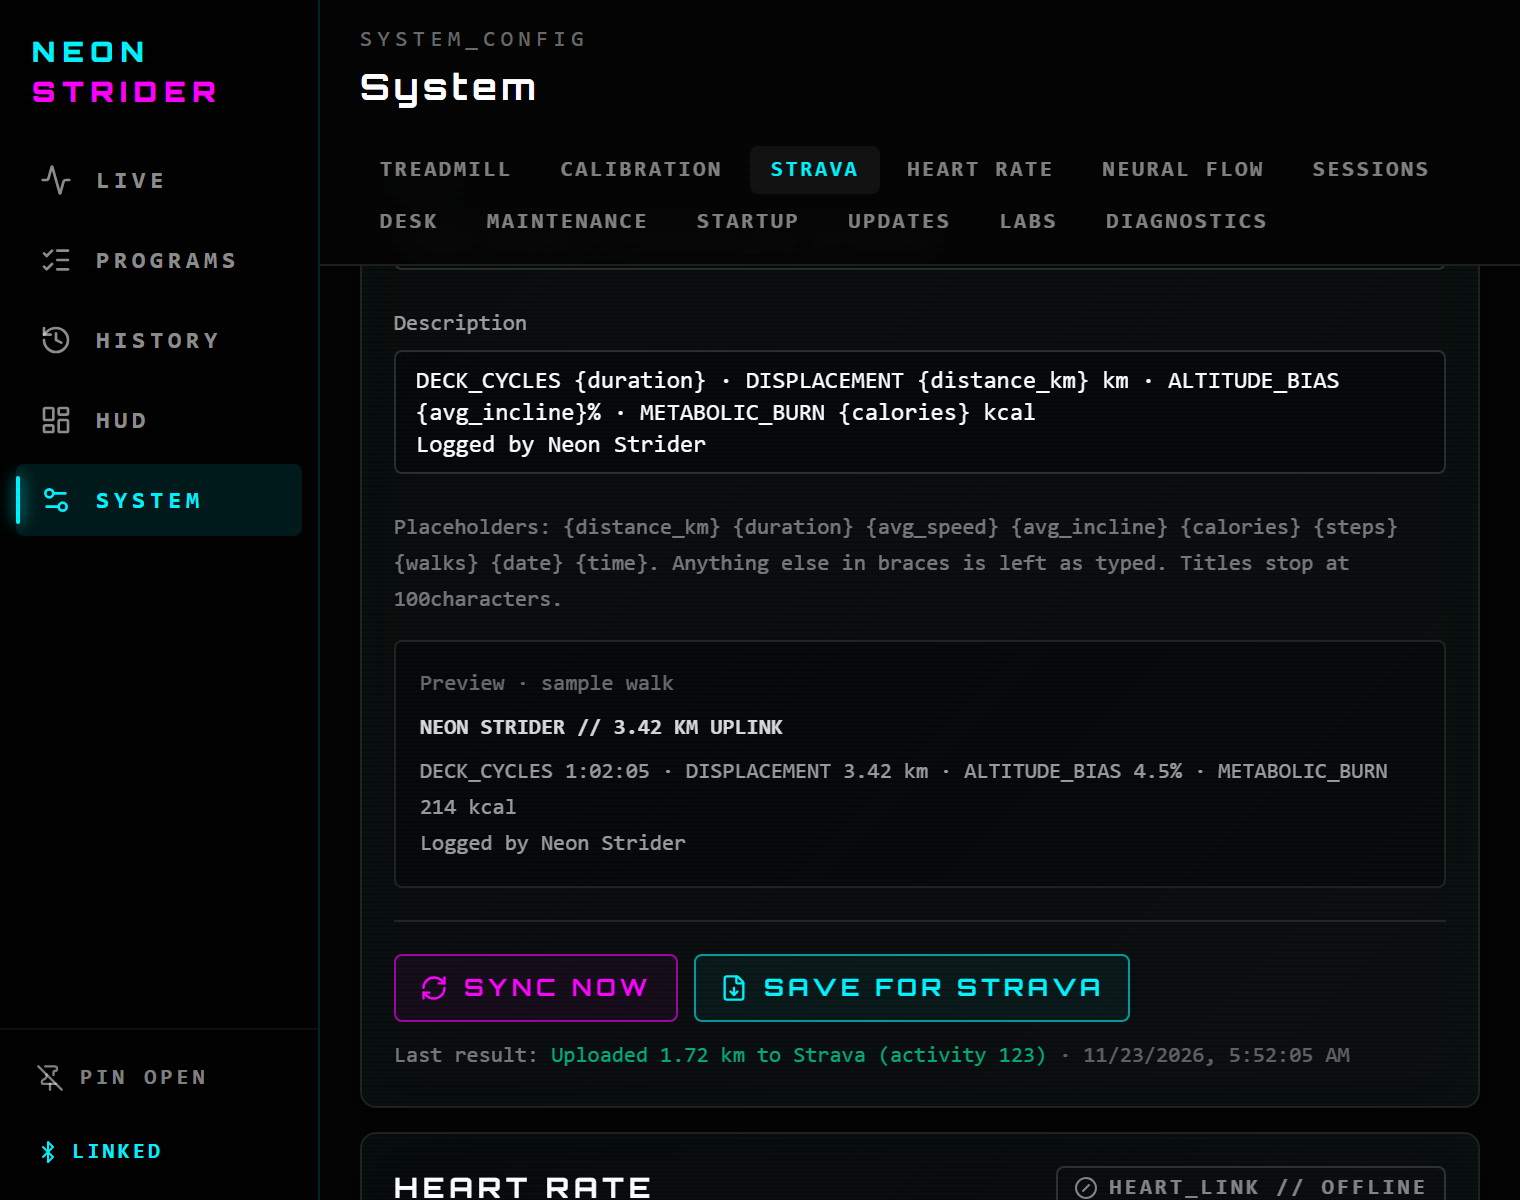 NEON
STRIDER
LIVE
PROGRAMS
HISTORY
HUD
SYSTEM
PIN OPEN
LINKED
SYSTEM_CONFIG
System
TREADMILL CALIBRATION STRAVA HEART RATE NEURAL FLOW SESSIONS
DESK MAINTENANCE STARTUP UPDATES LABS DIAGNOSTICS
Description
DECK_CYCLES {duration} · DISPLACEMENT {distance_km} km · ALTITUDE_BIAS
{avg_incline}% · METABOLIC_BURN {calories} kcal
Logged by Neon Strider
Placeholders: {distance_km} {duration} {avg_speed} {avg_incline} {calories} {steps}
{walks} {date} {time}. Anything else in braces is left as typed. Titles stop at
100characters.
Preview · sample walk
NEON STRIDER // 3.42 KM UPLINK
DECK_CYCLES 1:02:05 · DISPLACEMENT 3.42 km · ALTITUDE_BIAS 4.5% · METABOLIC_BURN
214 kcal
Logged by Neon Strider
SYNC NOW SAVE FOR STRAVA
Last result: Uploaded 1.72 km to Strava (activity 123) · 11/23/2026, 5:52:05 AM
HEART RATE HEART_LINK // OFFLINE